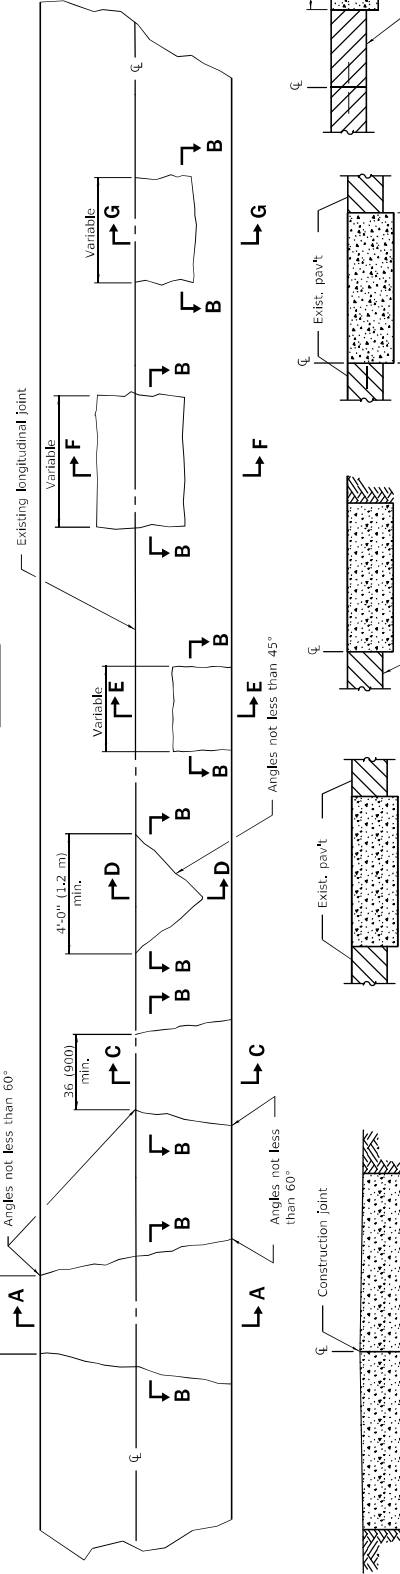 Angles not less than 60°
Existing longitudinal joint
36 (900)
min.
4'-0" (1.2 m)
min.
Variable
Variable
Variable
A
C
D
E
F
G
℄
℄
B
B
B
B
B
B
B
B
B
B
B
B
A
C
D
E
F
G
Angles not less
than 60°
Angles not less than 45°
℄
Construction joint
Exist. pav't
℄
℄
Exist. pav't
℄